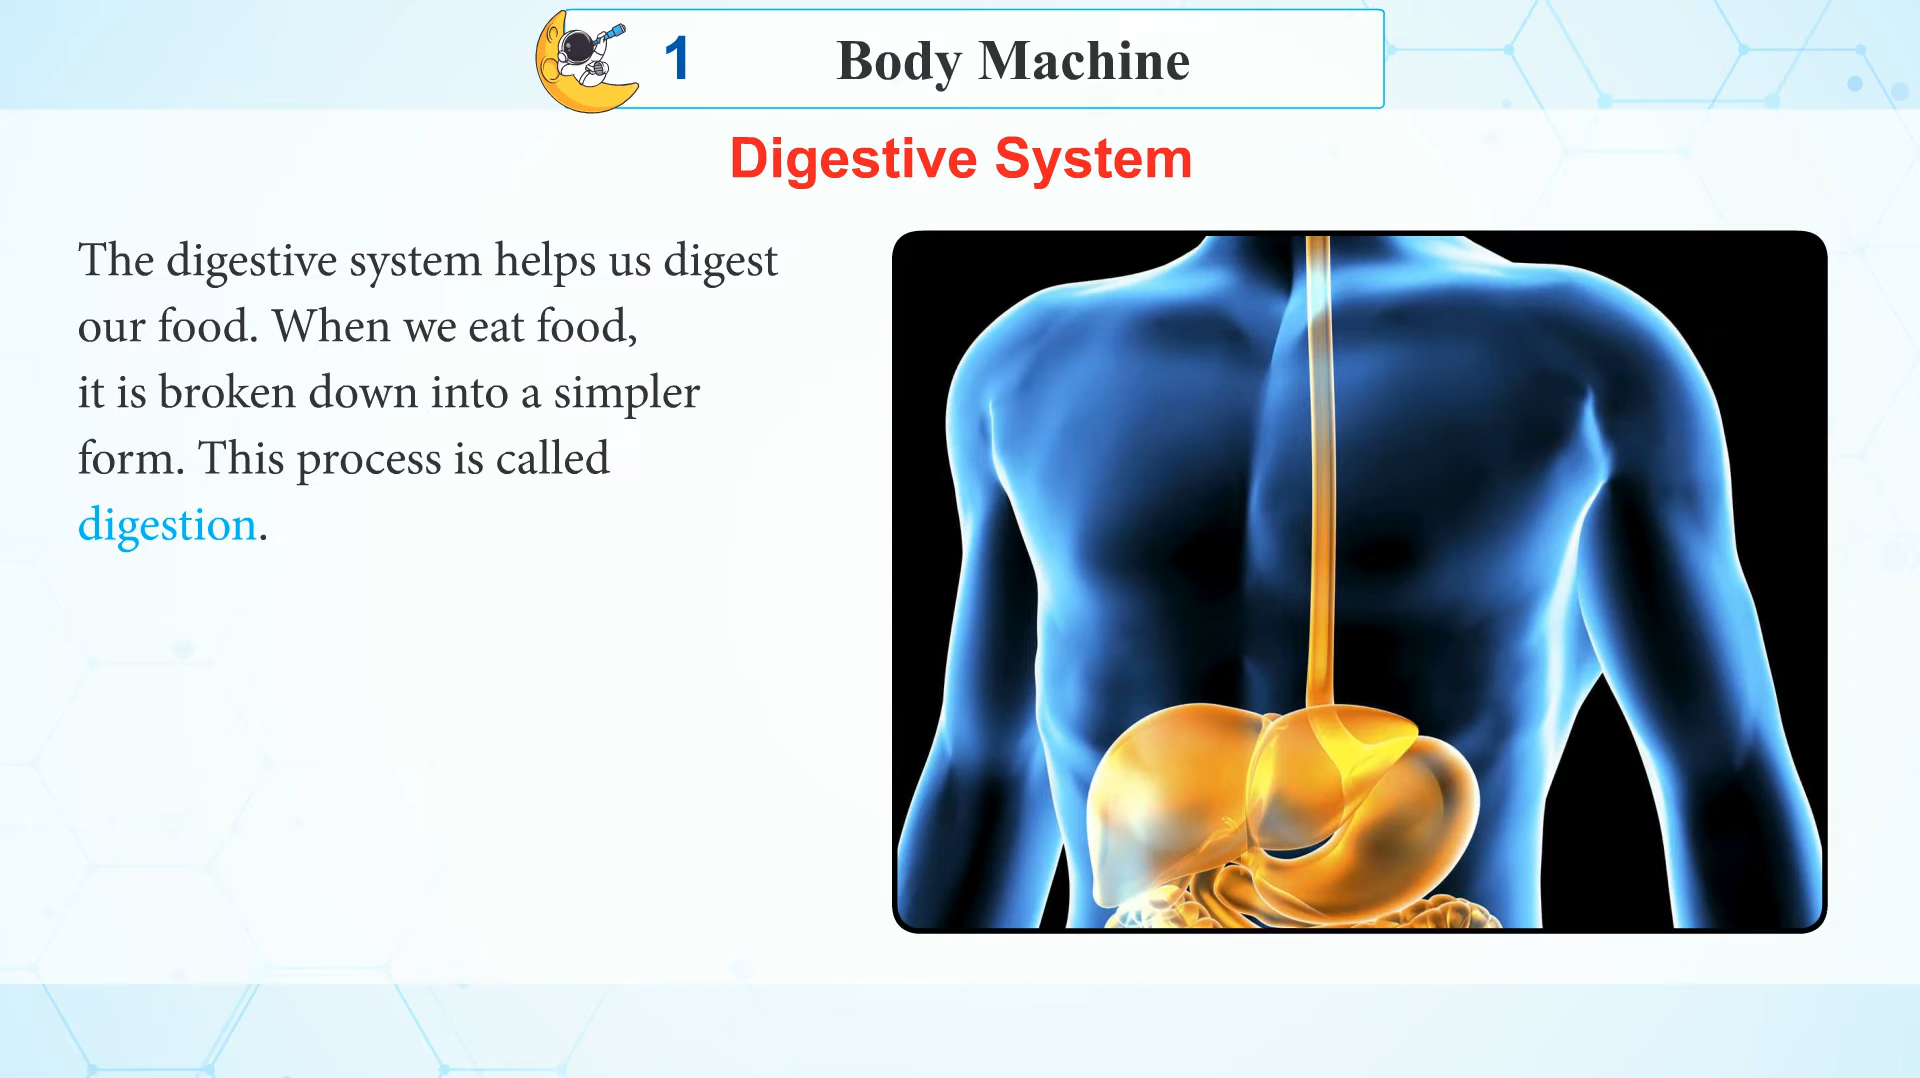 1 Body Machine
Digestive System
The digestive system helps us digest
our food. When we eat food,
it is broken down into a simpler
form. This process is called
digestion.